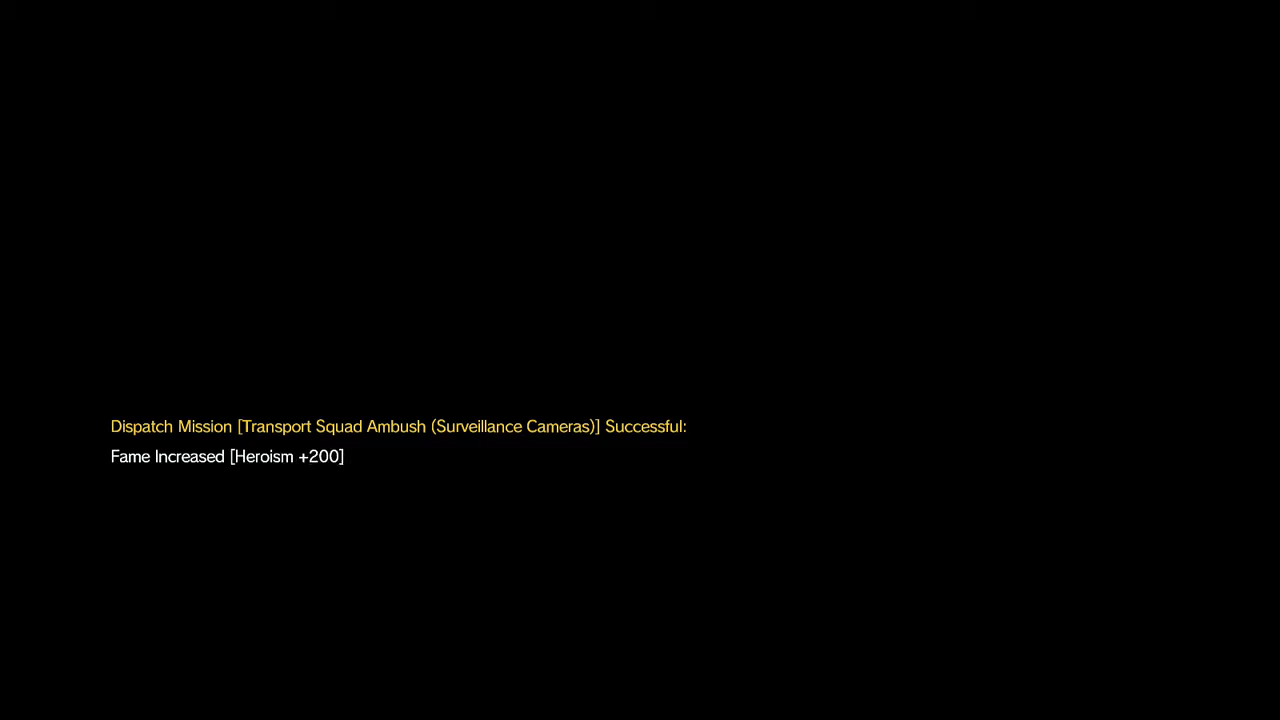 Dispatch Mission [Transport Squad Ambush (Surveillance Cameras)] Successful:
Fame Increased [Heroism +200]